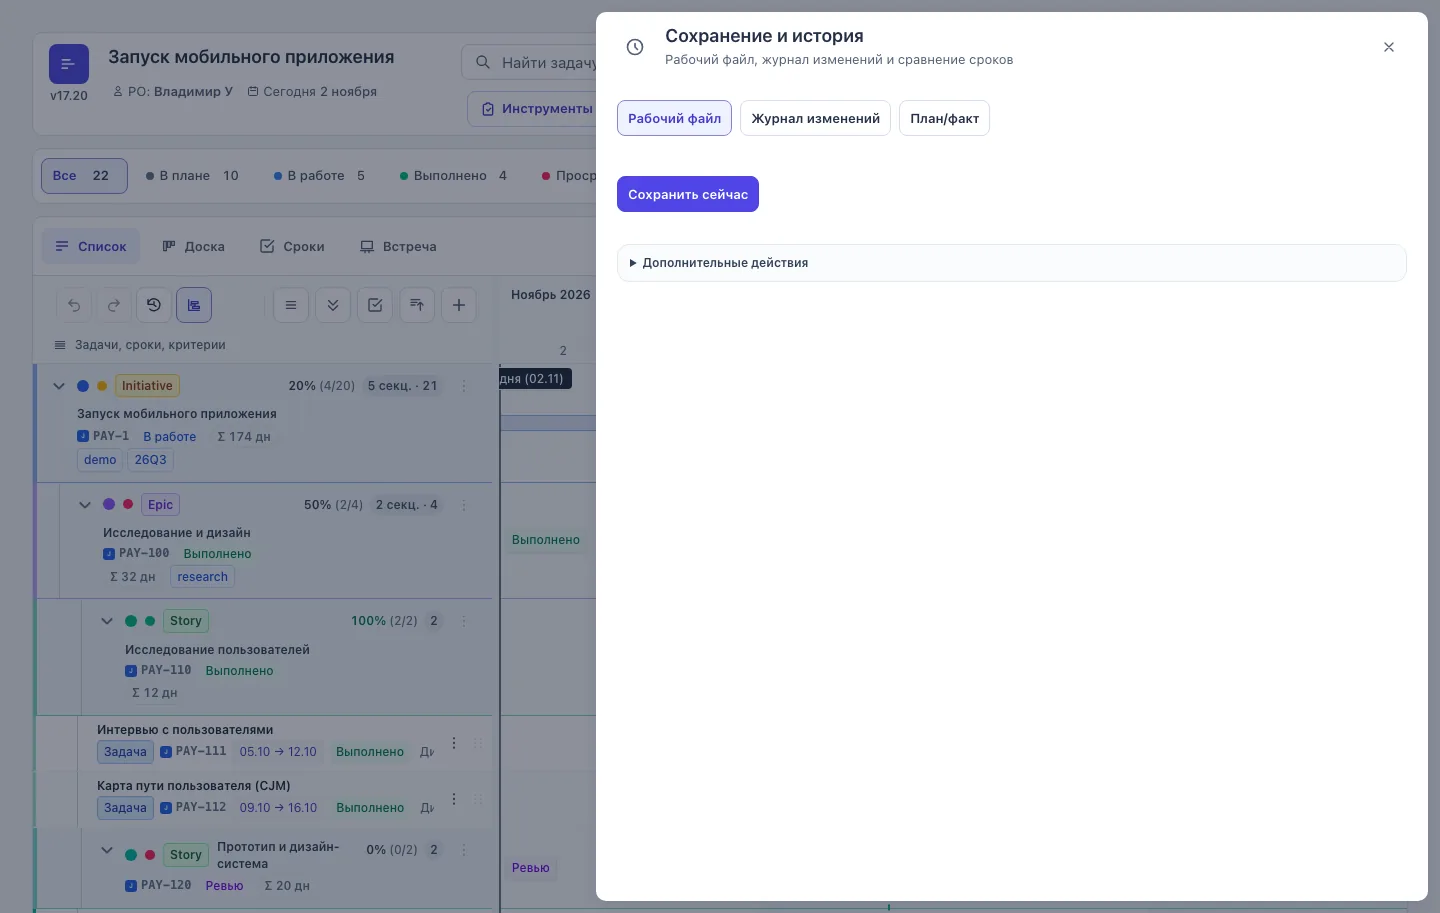 Запуск мобильного приложения
v17.20
PO: Владимир У
Сегодня 2 ноября
Найти задачу
Инструменты
Все 22
В плане 10
В работе 5
Выполнено 4
Проср
Список
Доска
Сроки
Встреча
Ноябрь 2026
Задачи, сроки, критерии
2
дня (02.11)
Initiative
20% (4/20)
5 секц. · 21
Запуск мобильного приложения
PAY-1 В работе Σ 174 дн
demo 26Q3
Epic
50% (2/4)
2 секц. · 4
Исследование и дизайн
PAY-100 Выполнено
Σ 32 дн research
Выполнено
Story
100% (2/2)
2
Исследование пользователей
PAY-110 Выполнено
Σ 12 дн
Интервью с пользователями
Задача PAY-111 05.10 → 12.10 Выполнено Ди
Карта пути пользователя (CJM)
Задача PAY-112 09.10 → 16.10 Выполнено Ди
Story
Прототип и дизайн-
система
0% (0/2)
2
PAY-120 Ревью Σ 20 дн
Ревью
Сохранение и история
Рабочий файл, журнал изменений и сравнение сроков
Рабочий файл
Журнал изменений
План/факт
Сохранить сейчас
Дополнительные действия